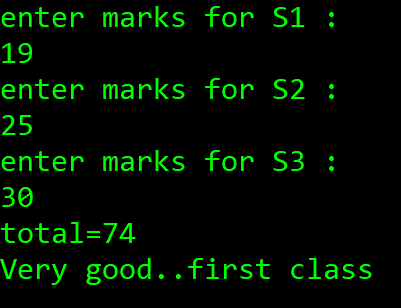 enter marks for S1 :
19
enter marks for S2 :
25
enter marks for S3 :
30
total=74
Very good..first class